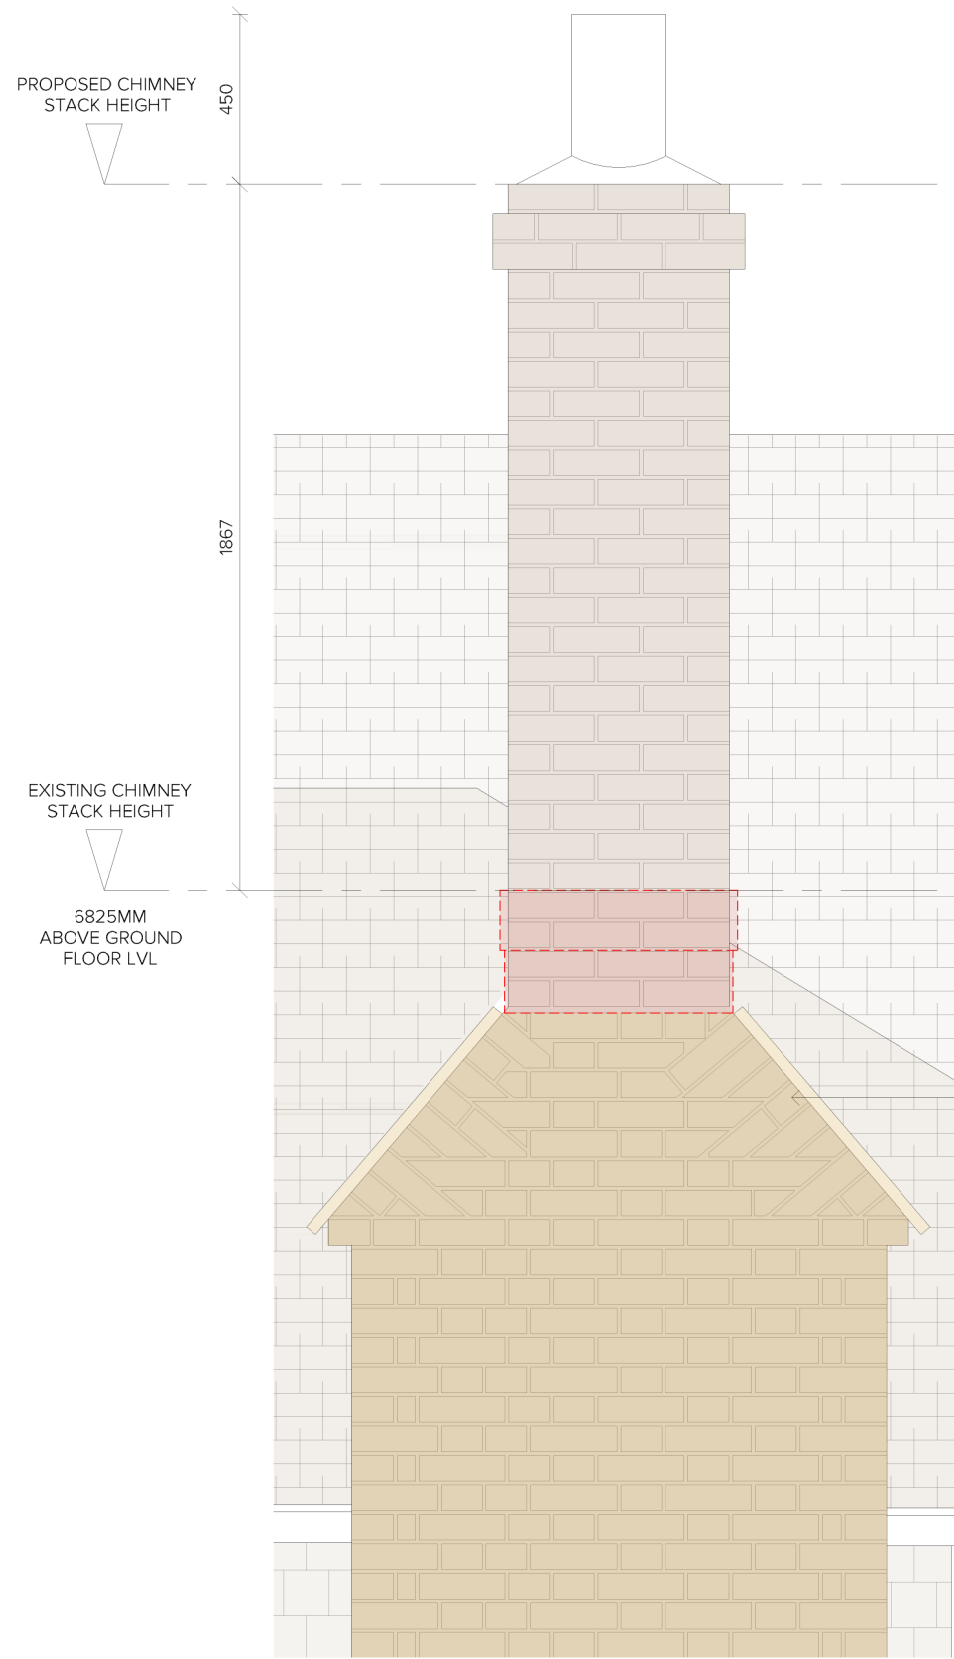 450
PROPOSED CHIMNEY
STACK HEIGHT
1867
EXISTING CHIMNEY
STACK HEIGHT
6825MM
ABOVE GROUND
FLOOR LVL